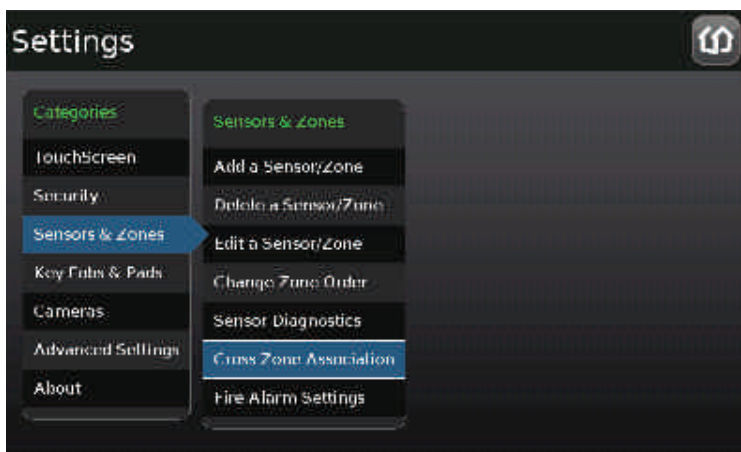 Settings
Categories
TouchScreen
Security
Sensors & Zones
Key Fobs & Pads
Cameras
Advanced Settings
About
Sensors & Zones
Add a Sensor/Zone
Delete a Sensor/Zone
Edit a Sensor/Zone
Change Zone Order
Sensor Diagnostics
Cross Zone Association
Fire Alarm Settings